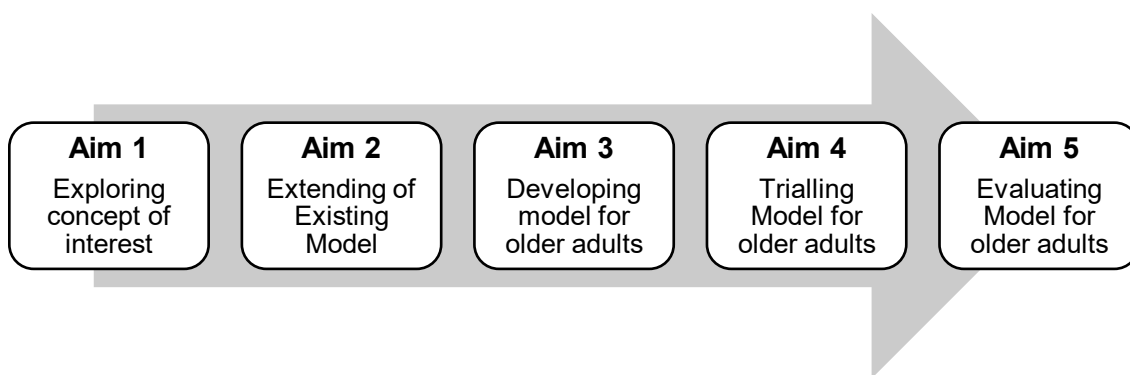 Aim 1
Exploring
concept of
interest
Aim 2
Extending of
Existing
Model
Aim 3
Developing
model for
older adults
Aim 4
Trialling
Model for
older adults
Aim 5
Evaluating
Model for
older adults